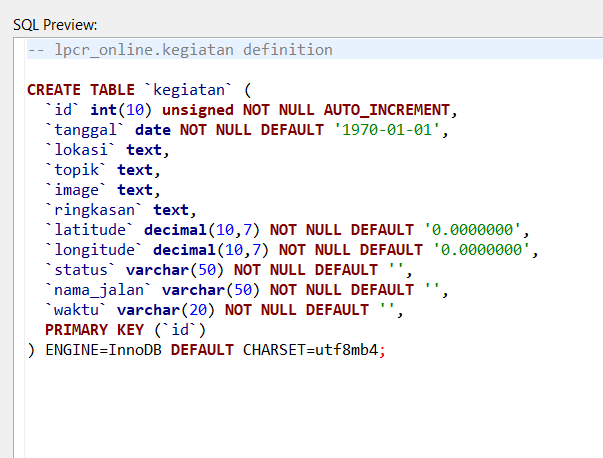 SQL Preview:
-- lpcr_online.kegiatan definition
CREATE TABLE `kegiatan` (
`id` int(10) unsigned NOT NULL AUTO_INCREMENT,
`tanggal` date NOT NULL DEFAULT '1970-01-01',
`lokasi` text,
`topik` text,
`image` text,
`ringkasan` text,
`latitude` decimal(10,7) NOT NULL DEFAULT '0.0000000',
`longitude` decimal(10,7) NOT NULL DEFAULT '0.0000000',
`status` varchar(50) NOT NULL DEFAULT '',
`nama_jalan` varchar(50) NOT NULL DEFAULT '',
`waktu` varchar(20) NOT NULL DEFAULT '',
PRIMARY KEY (`id`)
) ENGINE=InnoDB DEFAULT CHARSET=utf8mb4;